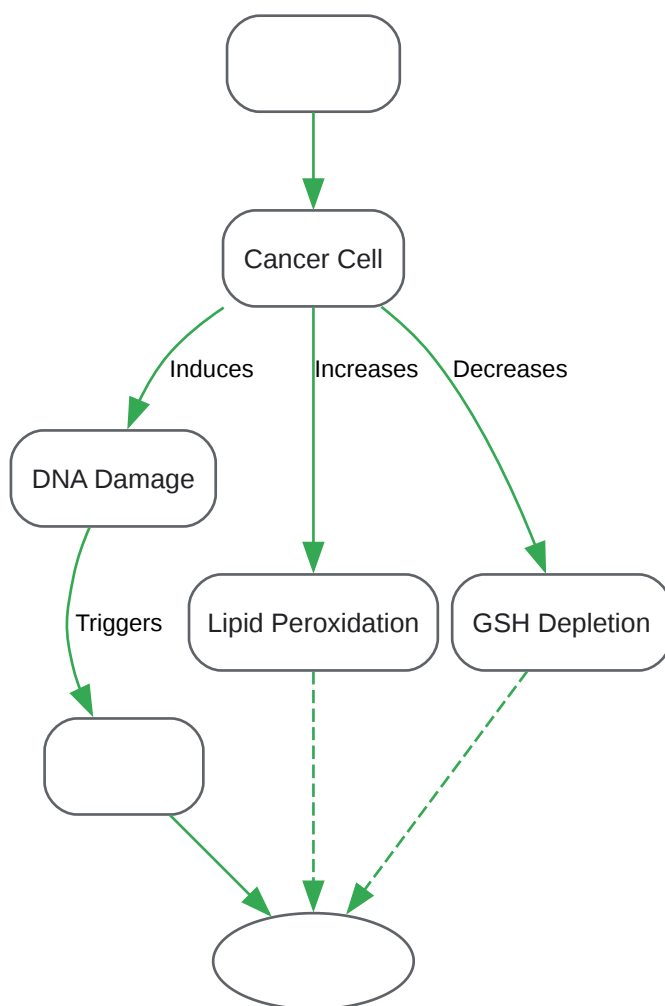 Cancer Cell
Induces
Increases
Decreases
DNA Damage
Triggers
Lipid Peroxidation
GSH Depletion